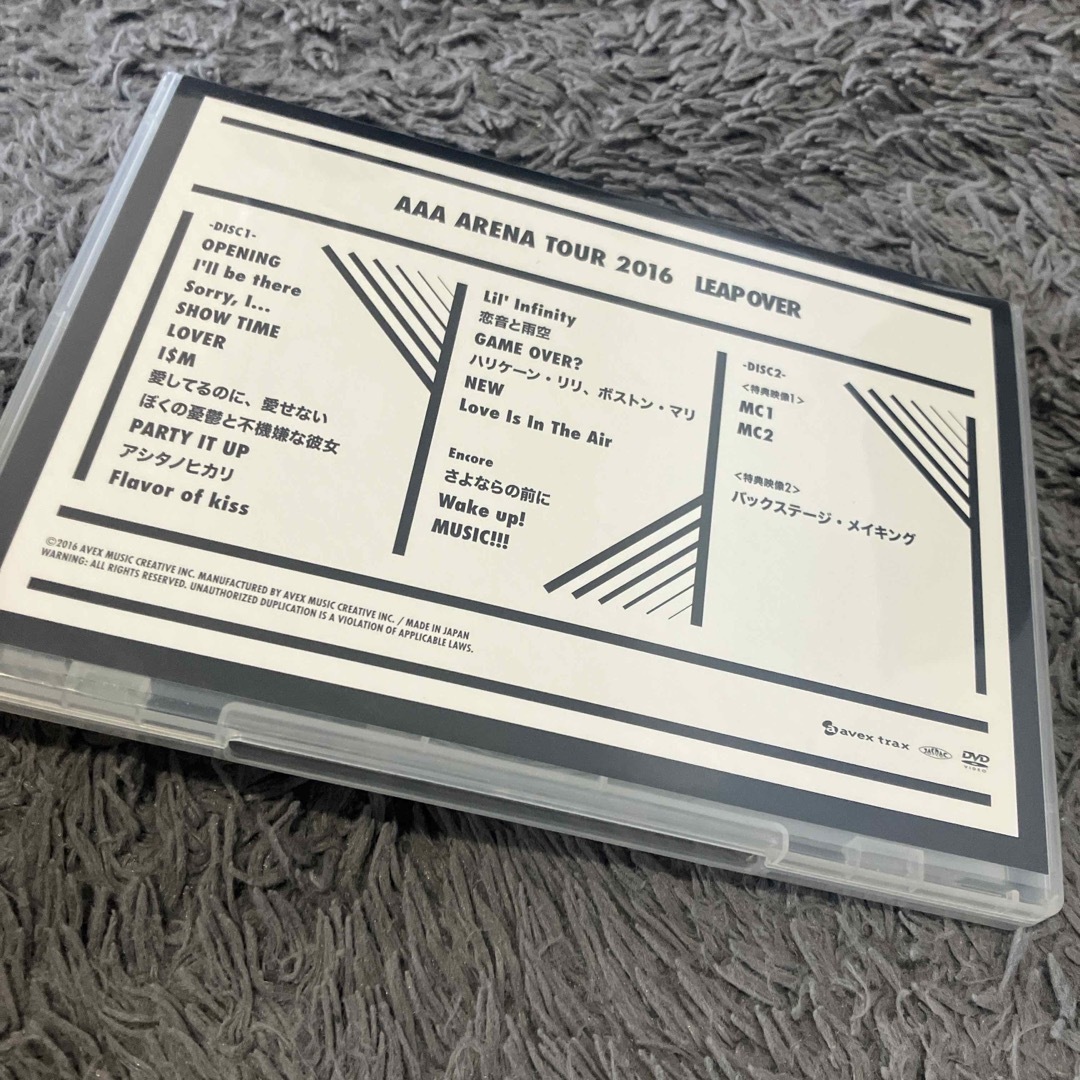 AAA ARENA TOUR 2016 LEAP OVER
-DISC1-
OPENING
I'll be there
Sorry, I...
SHOW TIME
LOVER
I$M
愛してるのに、愛せない
ぼくの憂鬱と不機嫌な彼女
PARTY IT UP
アシタノヒカリ
Flavor of kiss
Lil' Infinity
恋音と雨空
GAME OVER?
ハリケーン・リリ、ボストン・マリ
NEW
Love Is In The Air
Encore
さよならの前に
Wake up!
MUSIC!!!
-DISC2-
<特典映像1>
MC1
MC2
<特典映像2>
バックステージ・メイキング
©2016 AVEX MUSIC CREATIVE INC. MANUFACTURED BY AVEX MUSIC CREATIVE INC. / MADE IN JAPAN
WARNING: ALL RIGHTS RESERVED. UNAUTHORIZED DUPLICATION IS A VIOLATION OF APPLICABLE LAWS.
a avex trax
JASRAC
DVD
VIDEO